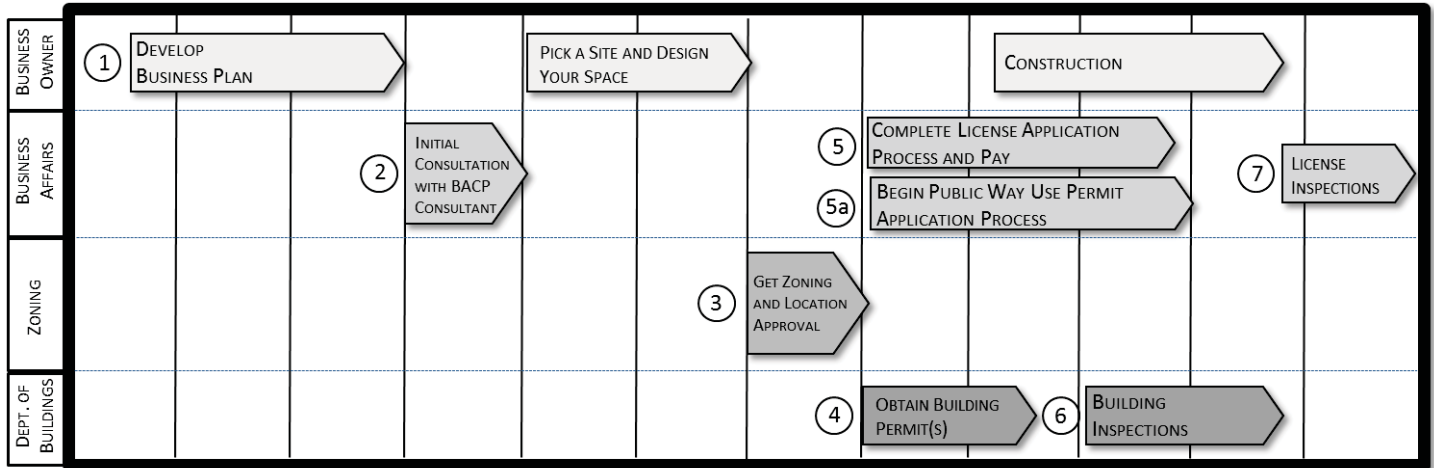 BUSINESS
OWNER
1
DEVELOP
BUSINESS PLAN
PICK A SITE AND DESIGN
YOUR SPACE
CONSTRUCTION
BUSINESS
AFFAIRS
2
INITIAL
CONSULTATION
WITH BACP
CONSULTANT
5
COMPLETE LICENSE APPLICATION
PROCESS AND PAY
5a
BEGIN PUBLIC WAY USE PERMIT
APPLICATION PROCESS
7
LICENSE
INSPECTIONS
ZONING
3
GET ZONING
AND LOCATION
APPROVAL
DEPT. OF
BUILDINGS
4
OBTAIN BUILDING
PERMIT(S)
6
BUILDING
INSPECTIONS